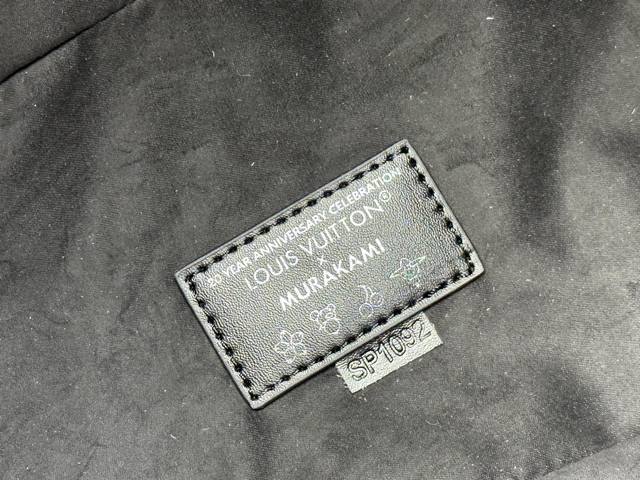 20 YEAR ANNIVERSARY CELEBRATION
LOUIS VUITTON®
×
MURAKAMI
SP1092